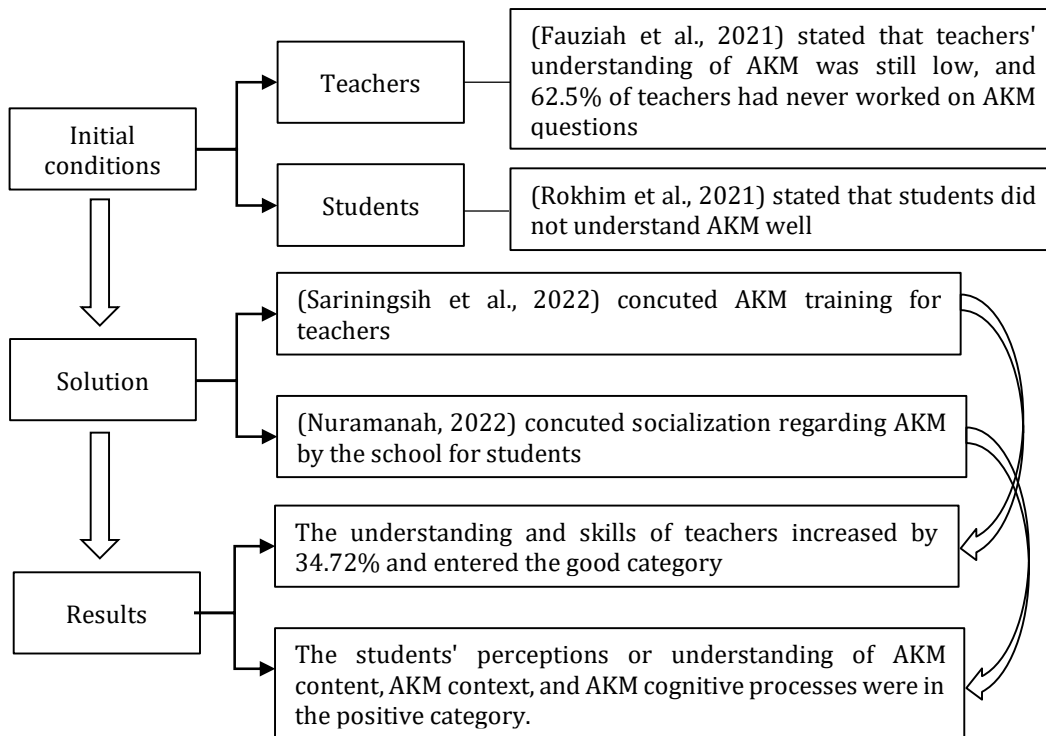 Teachers
(Fauziah et al., 2021) stated that teachers'
understanding of AKM was still low, and
62.5% of teachers had never worked on AKM
questions
Initial
conditions
Students
(Rokhim et al., 2021) stated that students did
not understand AKM well
(Sariningsih et al., 2022) concuted AKM training for
teachers
Solution
(Nuramanah, 2022) concuted socialization regarding AKM
by the school for students
The understanding and skills of teachers increased by
34.72% and entered the good category
Results
The students' perceptions or understanding of AKM
content, AKM context, and AKM cognitive processes were in
the positive category.